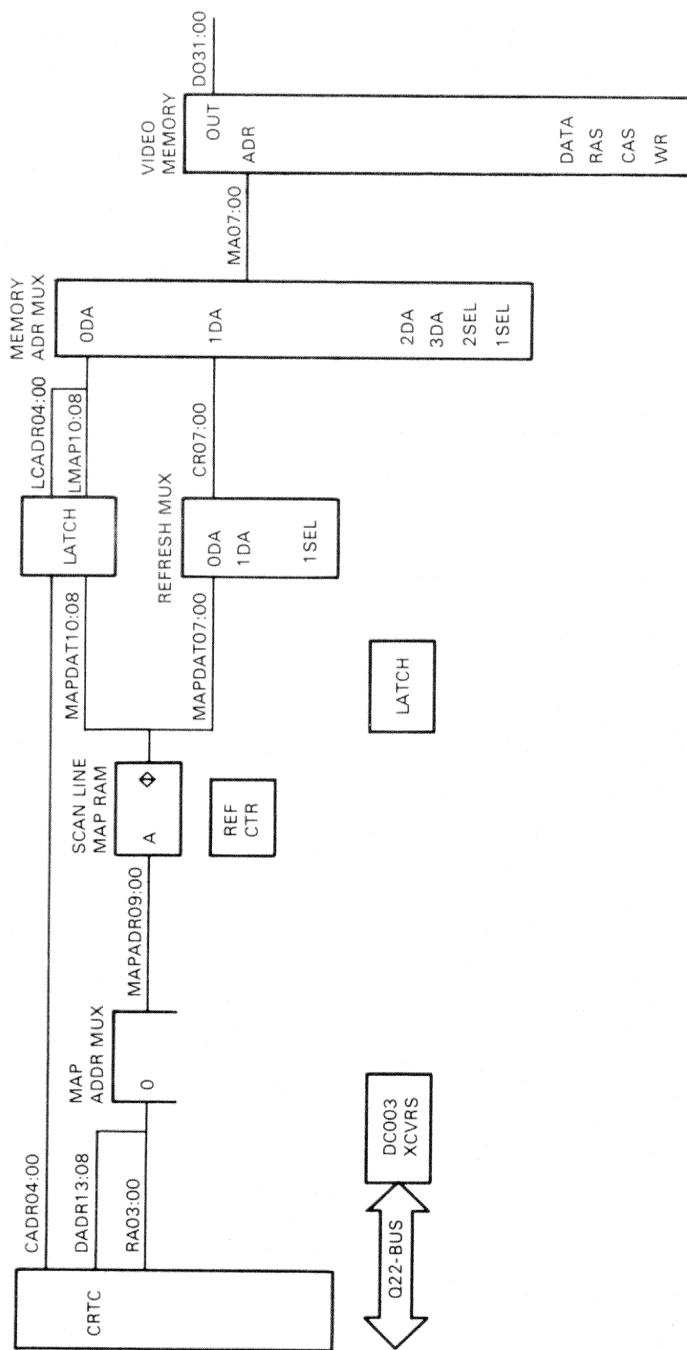 CRTC
CADR04:00
DADR13:08
RA03:00
MAP
ADDR MUX
0
MAPADR09:00
SCAN LINE
MAP RAM
A
REF
CTR
MAPDAT10:08
MAPDAT07:00
LATCH
REFRESH MUX
0DA
1DA
1SEL
LCADR04:00
LMAP10:08
CR07:00
MEMORY
ADR MUX
0DA
1DA
2DA
3DA
2SEL
1SEL
MA07:00
VIDEO
MEMORY
OUT
ADR
DATA
RAS
CAS
WR
DO31:00
Q22-BUS
DC003
XCVRS
LATCH